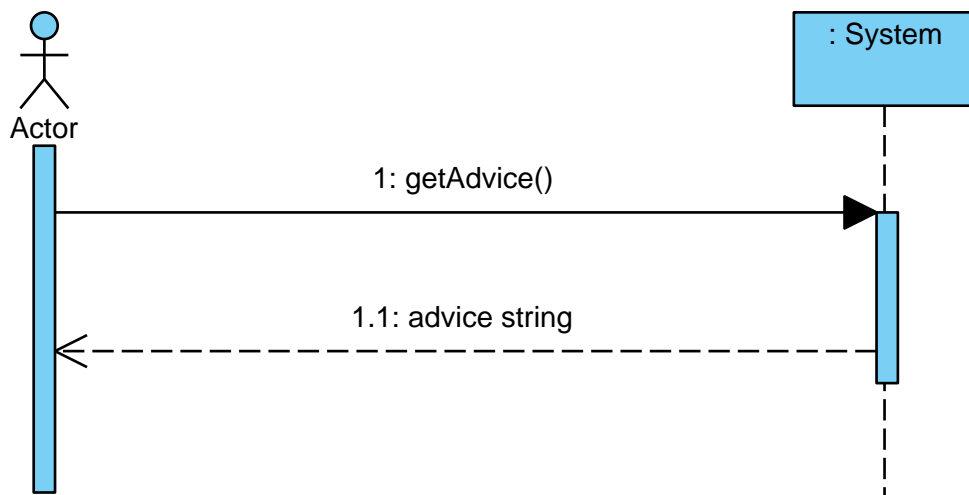 : System
Actor
1: getAdvice()
1.1: advice string